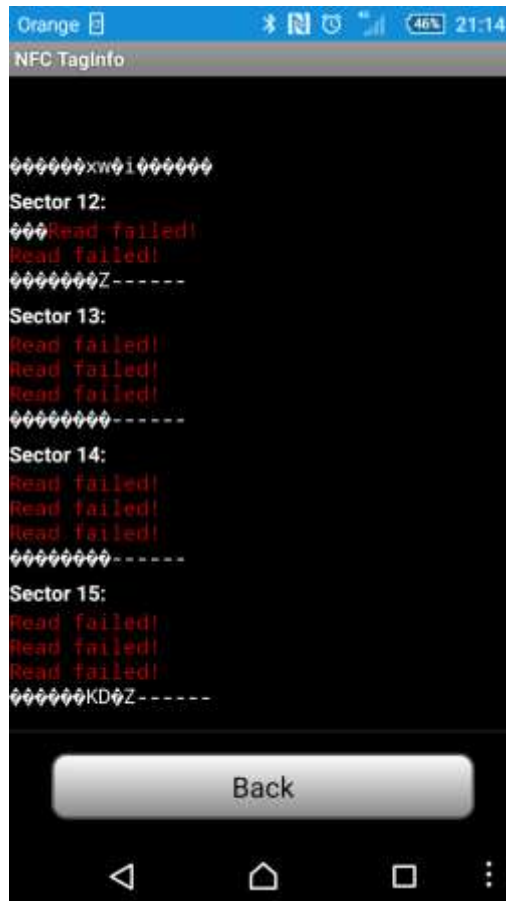 Orange 46% 21:14
NFC TagInfo
������xw�i������
Sector 12:
���Read failed!
Read failed!
�������Z------
Sector 13:
Read failed!
Read failed!
Read failed!
���������------
Sector 14:
Read failed!
Read failed!
Read failed!
���������------
Sector 15:
Read failed!
Read failed!
Read failed!
������KD�Z------
Back